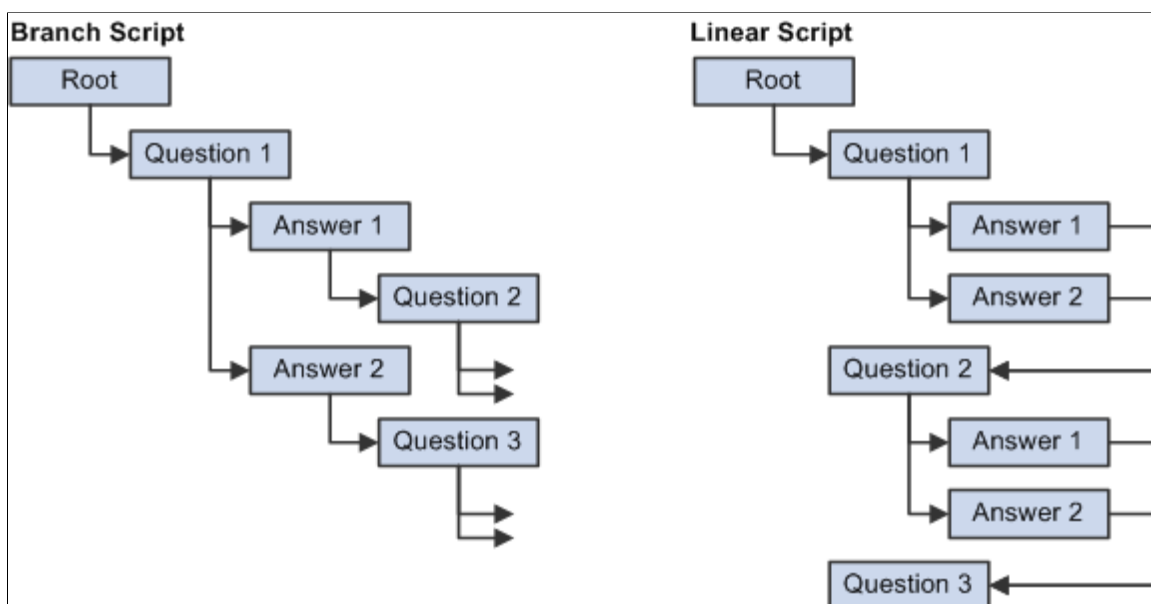 Branch Script
Root
Question 1
Answer 1
Question 2
Answer 2
Question 3
Linear Script
Root
Question 1
Answer 1
Answer 2
Question 2
Answer 1
Answer 2
Question 3